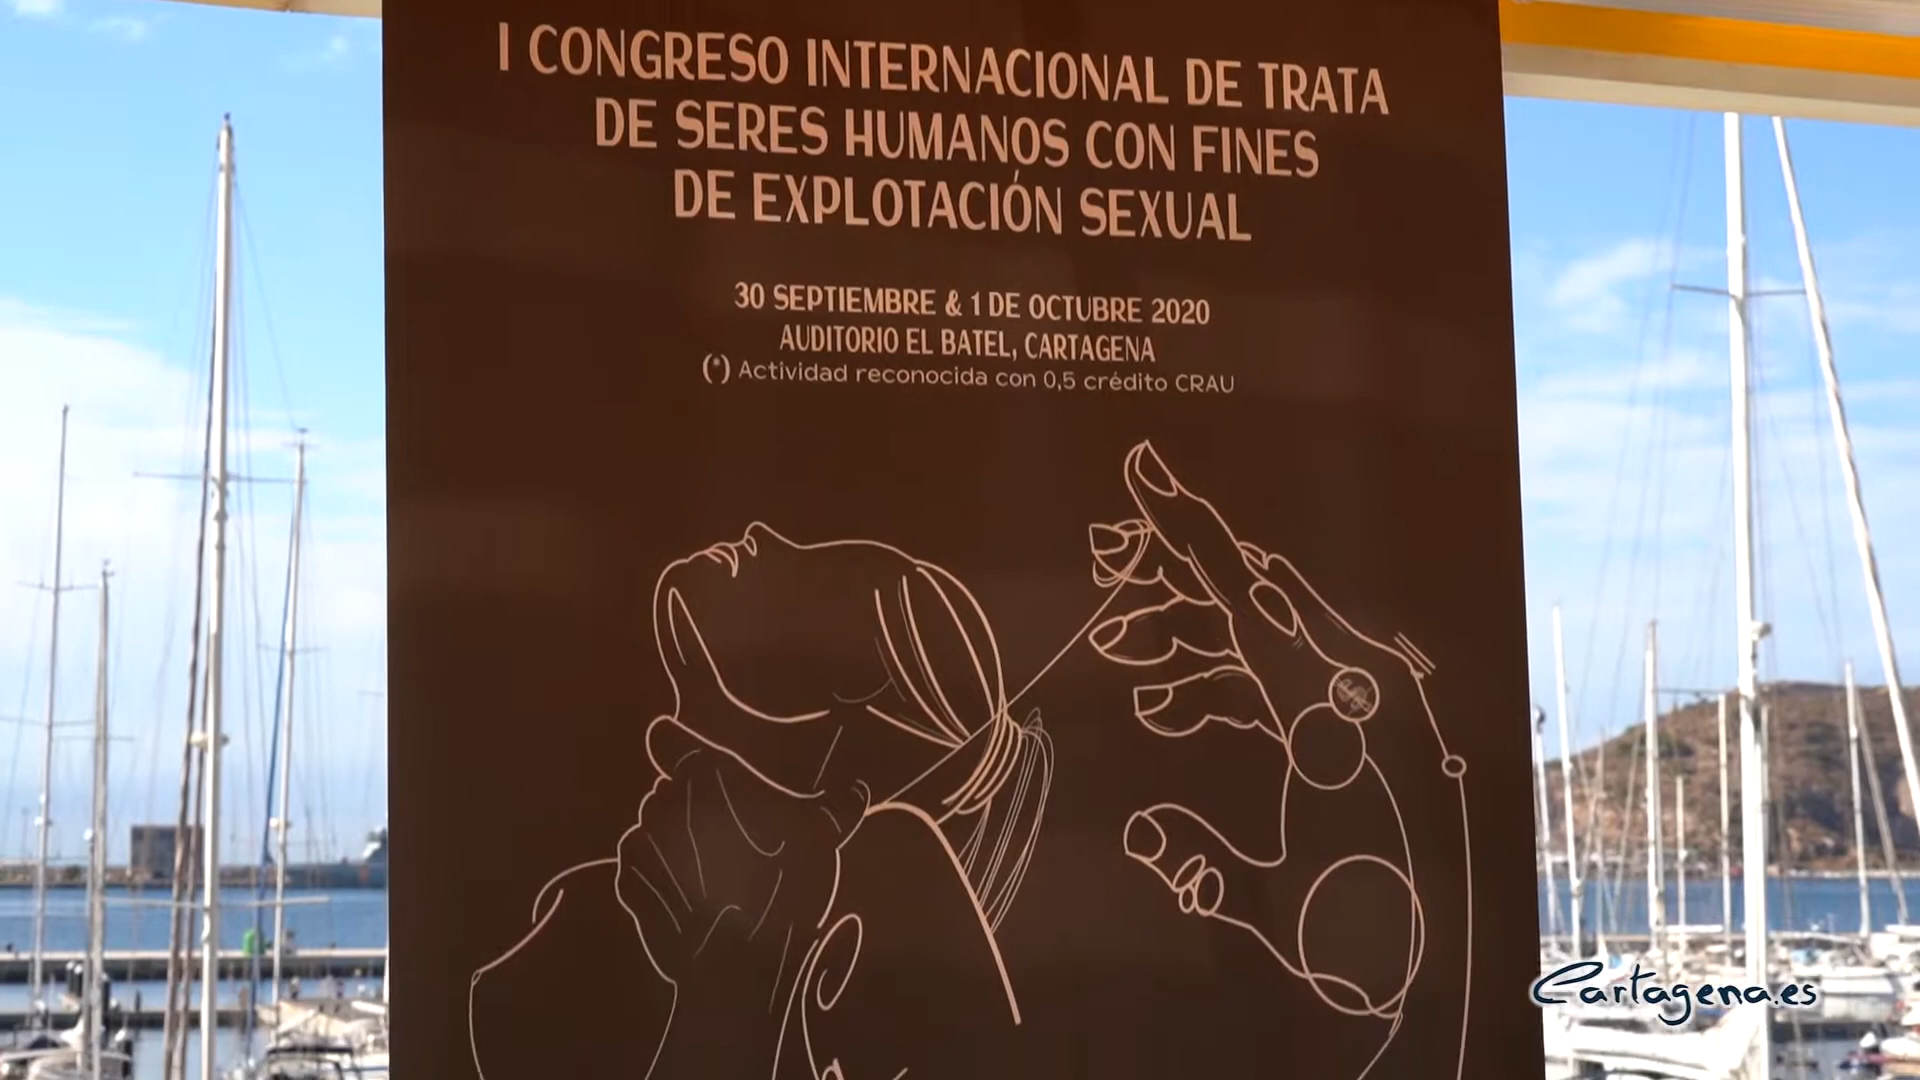 I CONGRESO INTERNACIONAL DE TRATA
DE SERES HUMANOS CON FINES
DE EXPLOTACIÓN SEXUAL
30 SEPTIEMBRE & 1 DE OCTUBRE 2020
AUDITORIO EL BATEL, CARTAGENA
(*) Actividad reconocida con 0,5 crédito CRAU
Cartagena.es